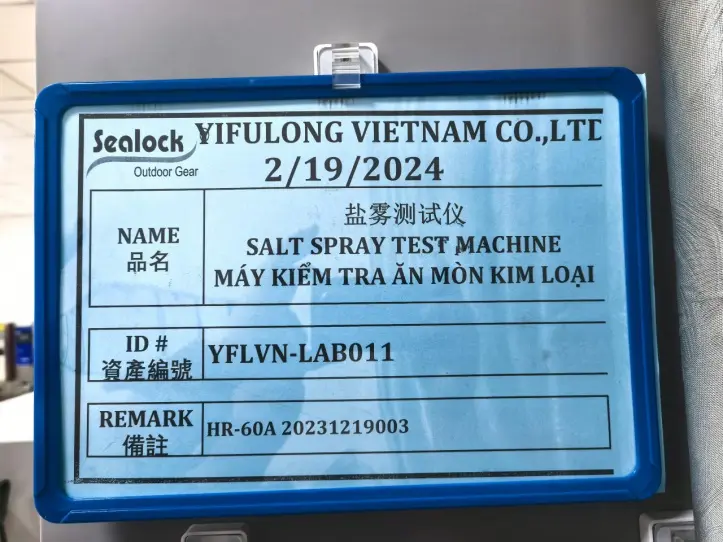 Sealock
Outdoor Gear
YIFULONG VIETNAM CO.,LTD
2/19/2024
NAME
品名
盐雾测试仪
SALT SPRAY TEST MACHINE
MÁY KIỂM TRA ĂN MÒN KIM LOẠI
ID #
資產編號
YFLVN-LAB011
REMARK
備註
HR-60A 20231219003